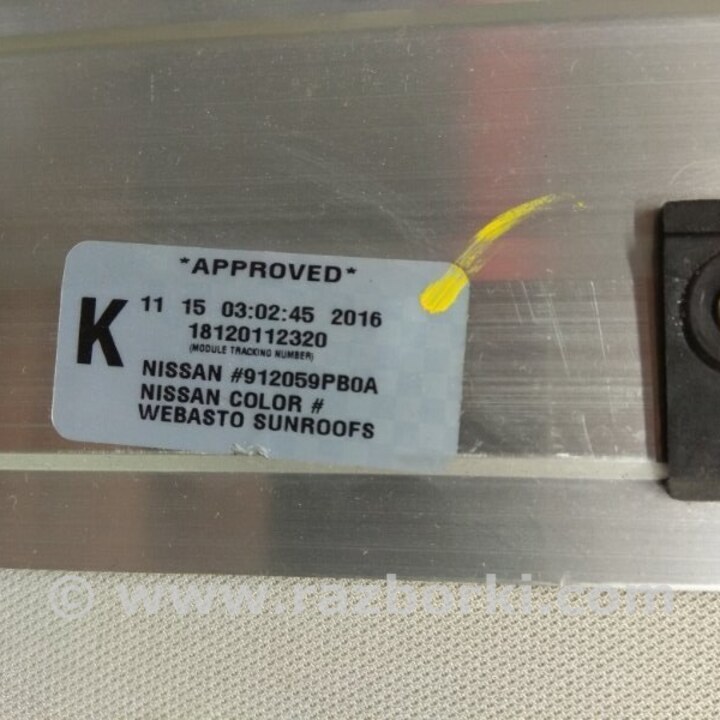 *APPROVED*
K
11 15 03:02:45 2016
18120112320
(MODULE TRACKING NUMBER)
NISSAN #912059PB0A
NISSAN COLOR #
WEBASTO SUNROOFS
© www.razborki.com